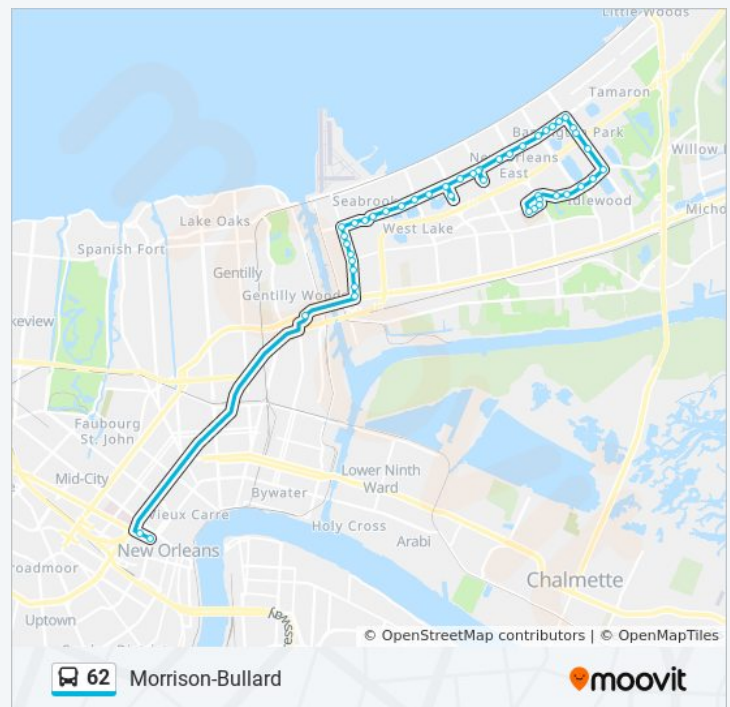 Little-Woods
Tamaron
Park
Willow
New Orleans
East
Seabrook
Lake Oaks
West Lake
Spanish Fort
Gentilly
Gentilly Woods
Faubourg
St. John
Mid-City
Lower Ninth
Ward
Bywater
Vieux Carre
Holy Cross
Arabi
New Orleans
Chalmette
Uptown
© OpenStreetMap contributors | © OpenMapTiles
62 Morrison-Bullard
moovit